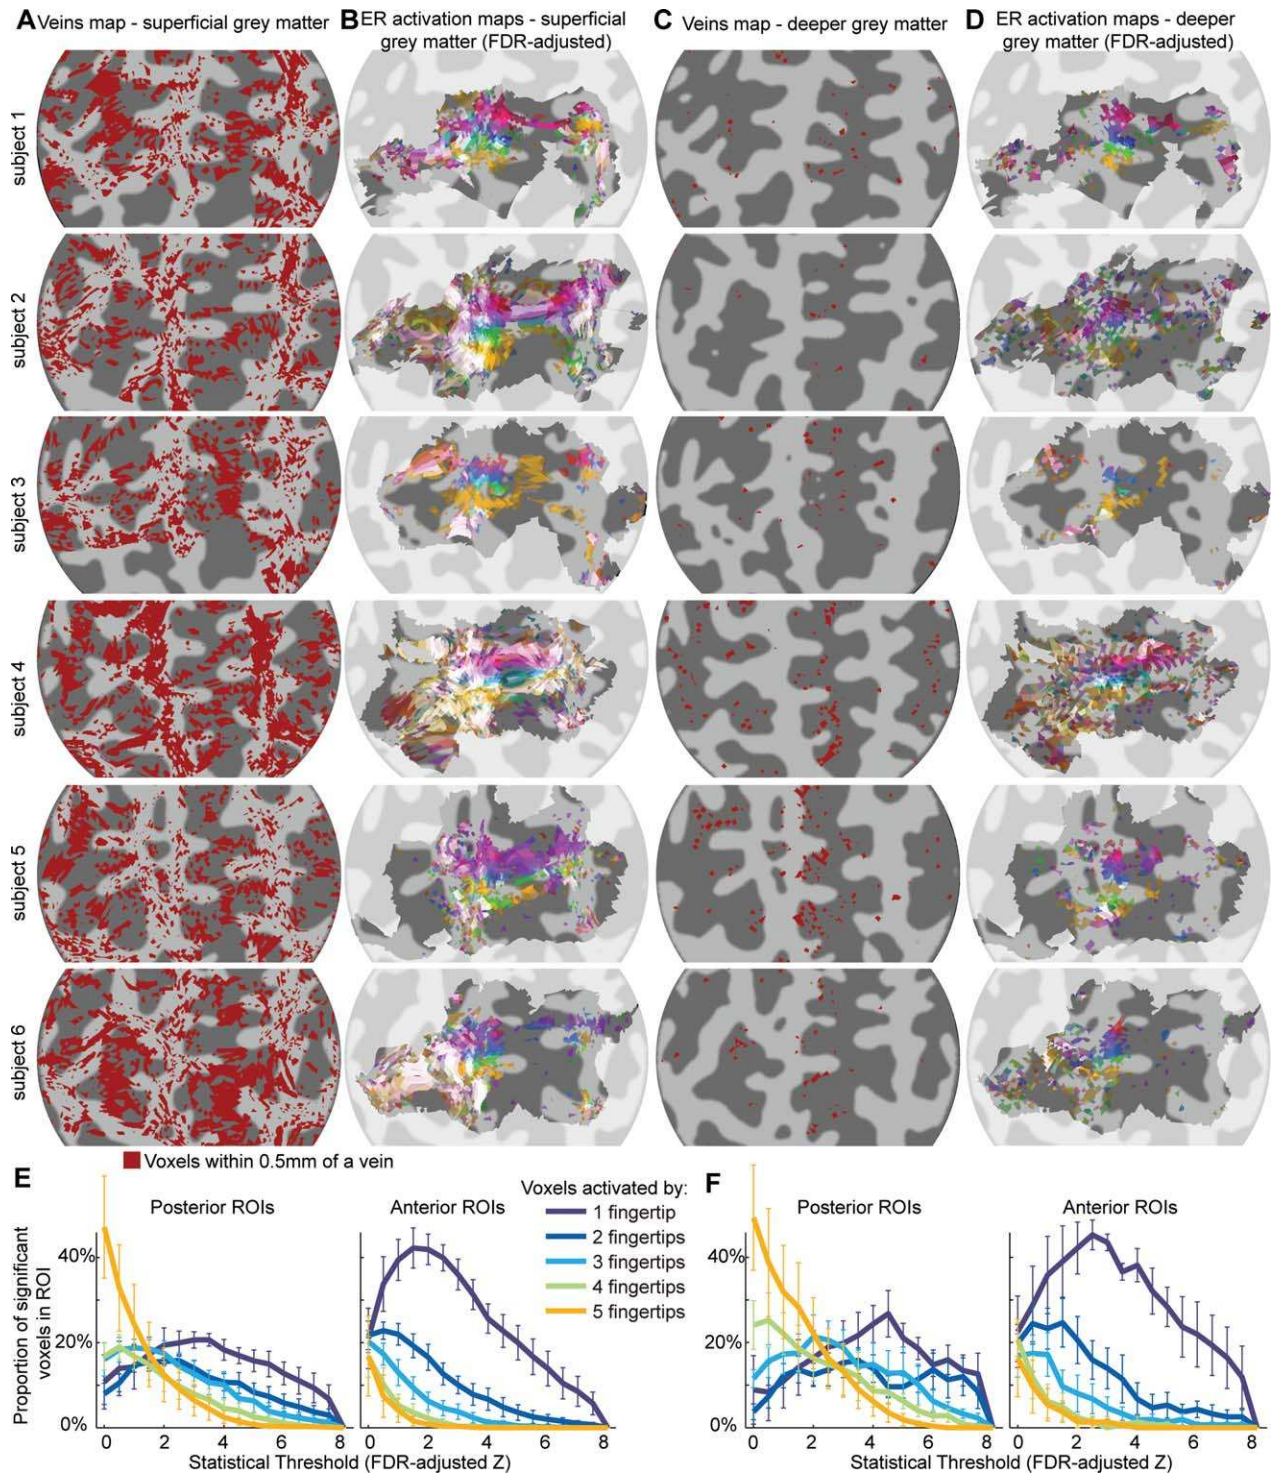 A Veins map - superficial grey matter
B ER activation maps - superficial
grey matter (FDR-adjusted)
C Veins map - deeper grey matter
D ER activation maps - deeper
grey matter (FDR-adjusted)
subject 1
subject 2
subject 3
subject 4
subject 5
subject 6
Voxels within 0.5mm of a vein
E
Posterior ROIs
Anterior ROIs
Voxels activated by:
1 fingertip
2 fingertips
3 fingertips
4 fingertips
5 fingertips
F
Posterior ROIs
Anterior ROIs
Proportion of significant
voxels in ROI
40%
20%
0%
0 2 4 6 8
0 2 4 6 8
Statistical Threshold (FDR-adjusted Z)
40%
20%
0%
0 2 4 6 8
0 2 4 6 8
Statistical Threshold (FDR-adjusted Z)